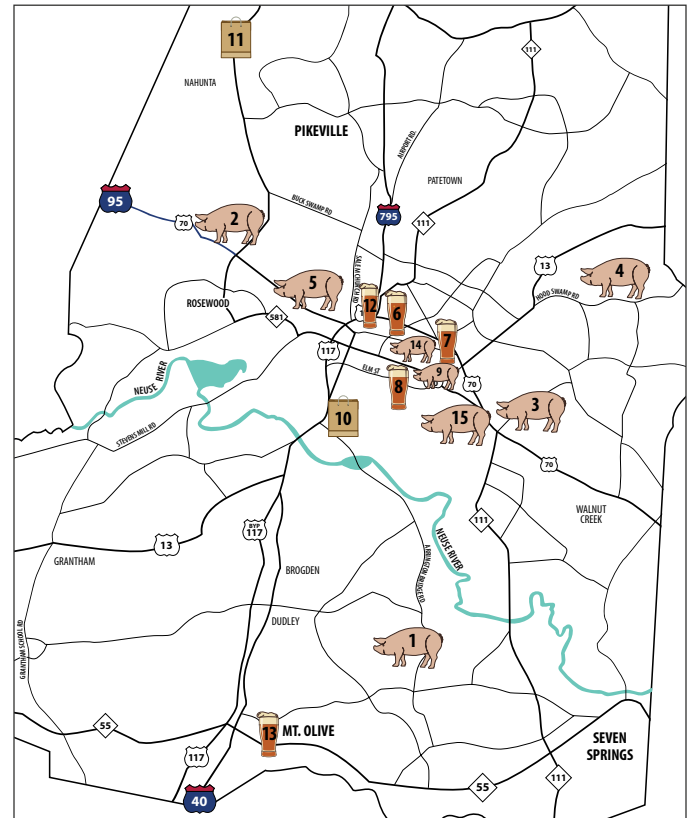 11
111
NAHUNTA
PIKEVILLE
AIRPORT RD.
PATETOWN
95
BUCK SWAMP RD
70
2
795
111
13
4
SALEM CHURCH RD
5
HOOD SWAMP RD
ROSEWOOD
12
6
581
7
117
14
ELM ST
9
70
8
NEUSE
RIVER
3
10
15
STEVENS MILL RD
70
WALNUT
CREEK
111
BYP
117
NEUSE RIVER
13
GRANTHAM
BROGDEN
ARRINGTON BRIDGE RD
DUDLEY
GRANTHAM SCHOOL RD
1
55
13
MT. OLIVE
SEVEN
SPRINGS
117
111
55
40